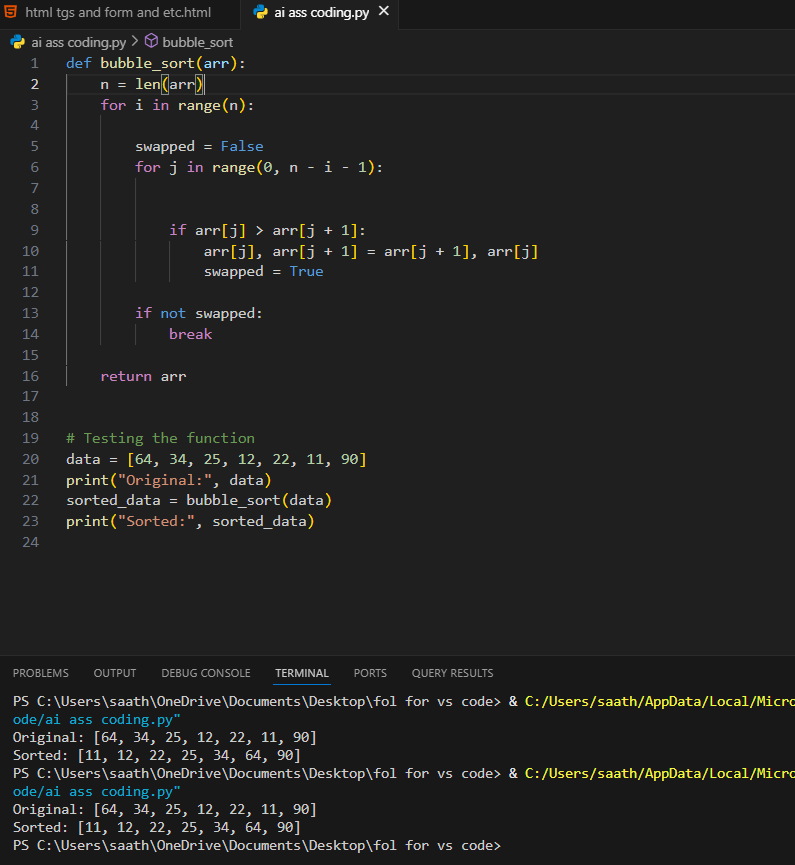 html tgs and form and etc.html
ai ass coding.py
ai ass coding.py > bubble_sort
1 def bubble_sort(arr):
2     n = len(arr)
3     for i in range(n):
4
5         swapped = False
6         for j in range(0, n - i - 1):
7
8
9             if arr[j] > arr[j + 1]:
10                 arr[j], arr[j + 1] = arr[j + 1], arr[j]
11                 swapped = True
12
13         if not swapped:
14             break
15
16     return arr
17
18
19 # Testing the function
20 data = [64, 34, 25, 12, 22, 11, 90]
21 print("Original:", data)
22 sorted_data = bubble_sort(data)
23 print("Sorted:", sorted_data)
24
PROBLEMS OUTPUT DEBUG CONSOLE TERMINAL PORTS QUERY RESULTS
PS C:\Users\saath\OneDrive\Documents\Desktop\fol for vs code> & C:/Users/saath/AppData/Local/Micro
ode/ai ass coding.py"
Original: [64, 34, 25, 12, 22, 11, 90]
Sorted: [11, 12, 22, 25, 34, 64, 90]
PS C:\Users\saath\OneDrive\Documents\Desktop\fol for vs code> & C:/Users/saath/AppData/Local/Micro
ode/ai ass coding.py"
Original: [64, 34, 25, 12, 22, 11, 90]
Sorted: [11, 12, 22, 25, 34, 64, 90]
PS C:\Users\saath\OneDrive\Documents\Desktop\fol for vs code>